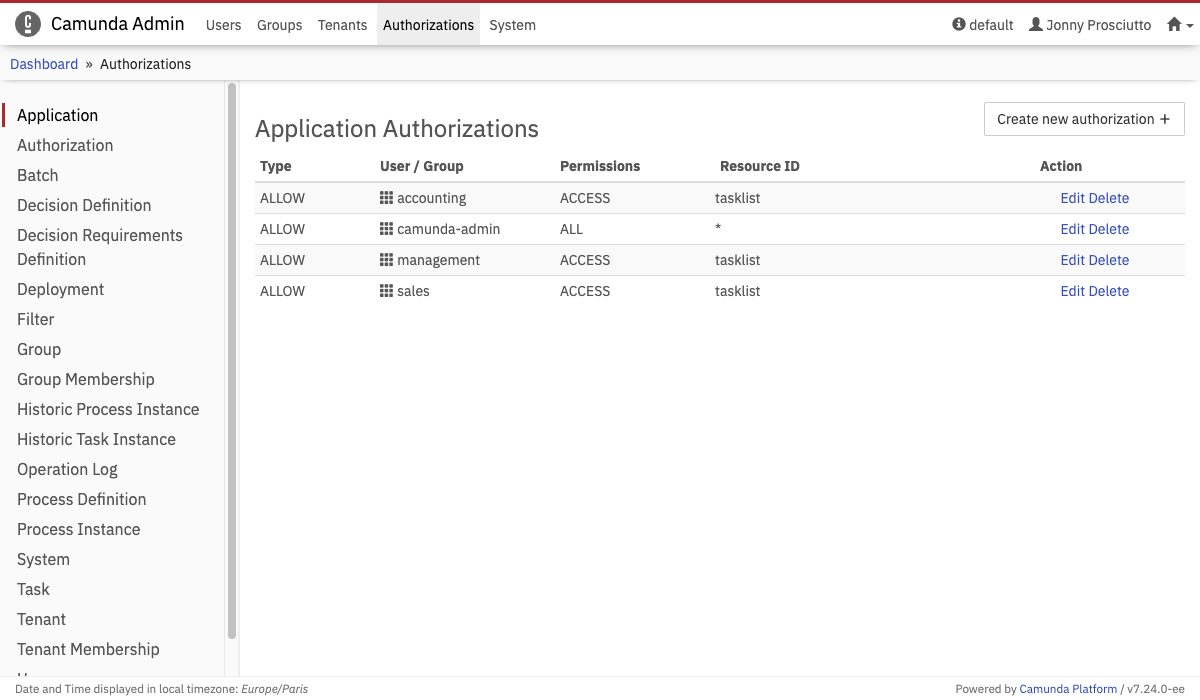 Camunda Admin Users Groups Tenants Authorizations System default Jonny Prosciutto
Dashboard » Authorizations
Application
Authorization
Batch
Decision Definition
Decision Requirements
Definition
Deployment
Filter
Group
Group Membership
Historic Process Instance
Historic Task Instance
Operation Log
Process Definition
Process Instance
System
Task
Tenant
Tenant Membership
Application Authorizations
Create new authorization +
Type User / Group Permissions Resource ID Action
ALLOW accounting ACCESS tasklist Edit Delete
ALLOW camunda-admin ALL * Edit Delete
ALLOW management ACCESS tasklist Edit Delete
ALLOW sales ACCESS tasklist Edit Delete
Date and Time displayed in local timezone: Europe/Paris
Powered by Camunda Platform / v7.24.0-ee